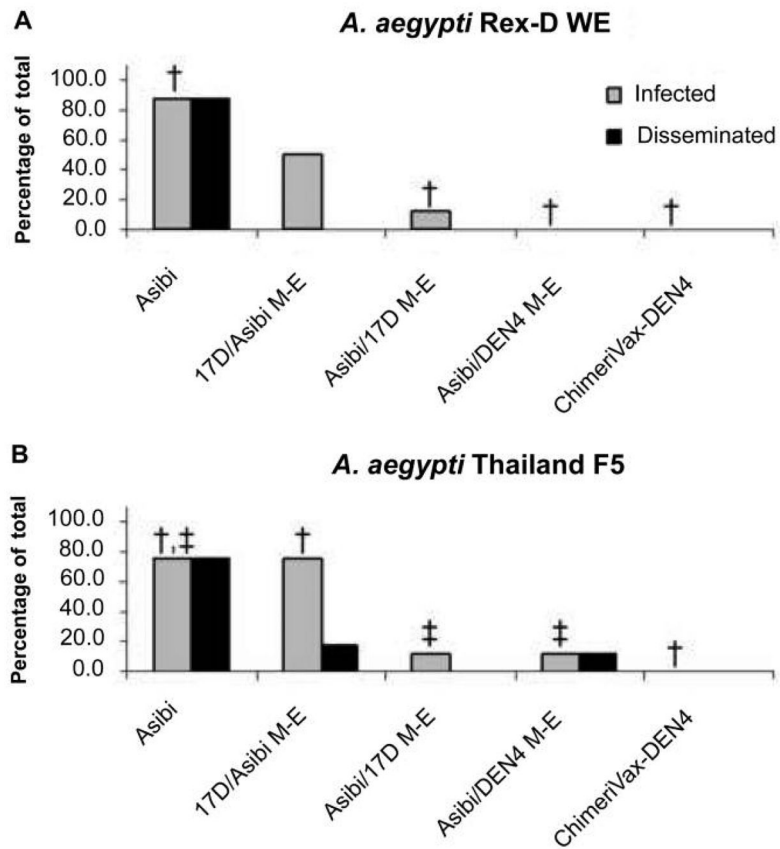 A
A. aegypti Rex-D WE
Percentage of total
100.0
80.0
60.0
40.0
20.0
0.0
†
†
†
†
Infected
Disseminated
Asibi
17D/Asibi M-E
Asibi/17D M-E
Asibi/DEN4 M-E
ChimeriVax-DEN4
B
A. aegypti Thailand F5
Percentage of total
100.0
80.0
60.0
40.0
20.0
0.0
†,‡
†
‡
‡
†
Asibi
17D/Asibi M-E
Asibi/17D M-E
Asibi/DEN4 M-E
ChimeriVax-DEN4